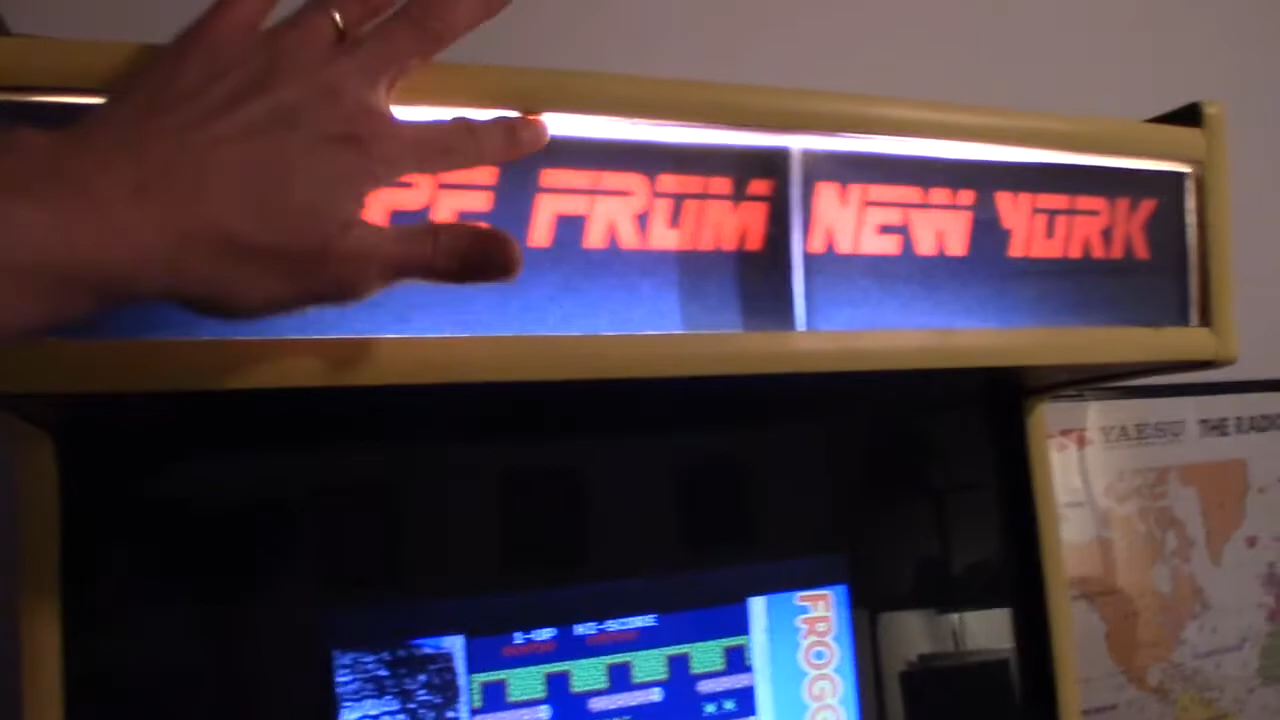 PE FROM NEW YORK
YAESU THE RADIO
1-UP HI-SCORE
FROGG